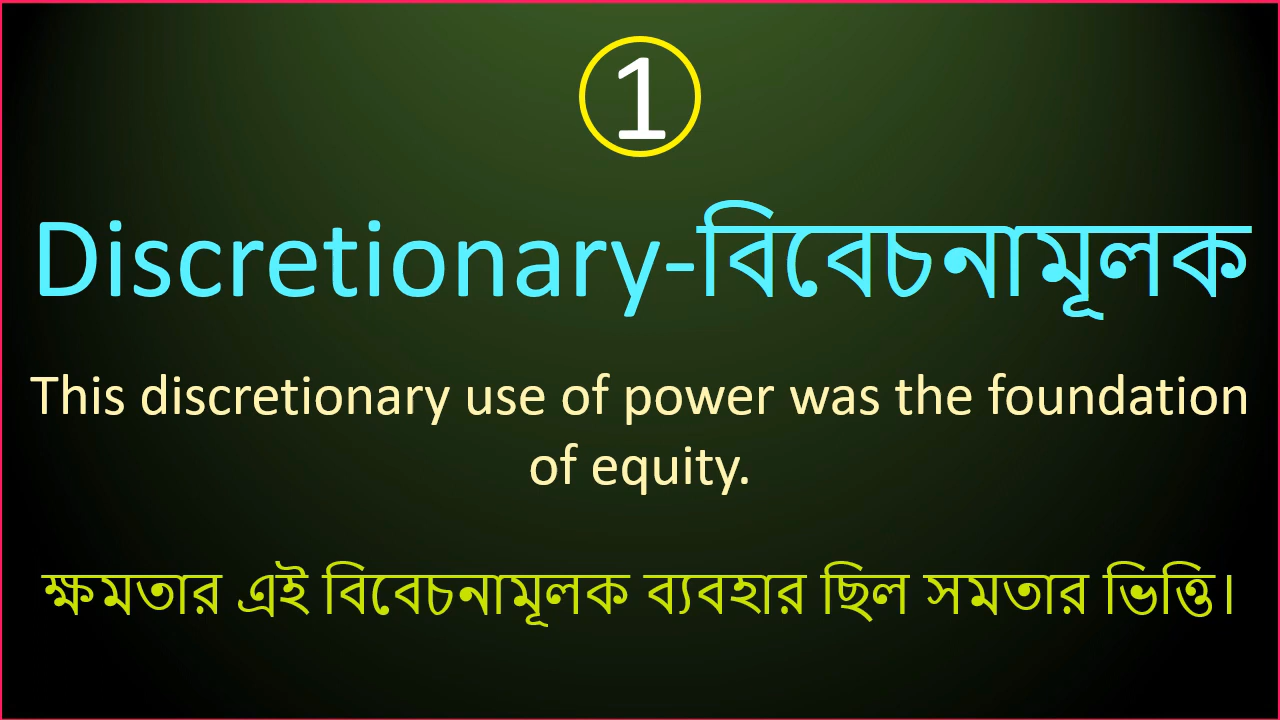 1
Discretionary-বিবেচনামূলক
This discretionary use of power was the foundation
of equity.
ক্ষমতার এই বিবেচনামূলক ব্যবহার ছিল সমতার ভিত্তি।